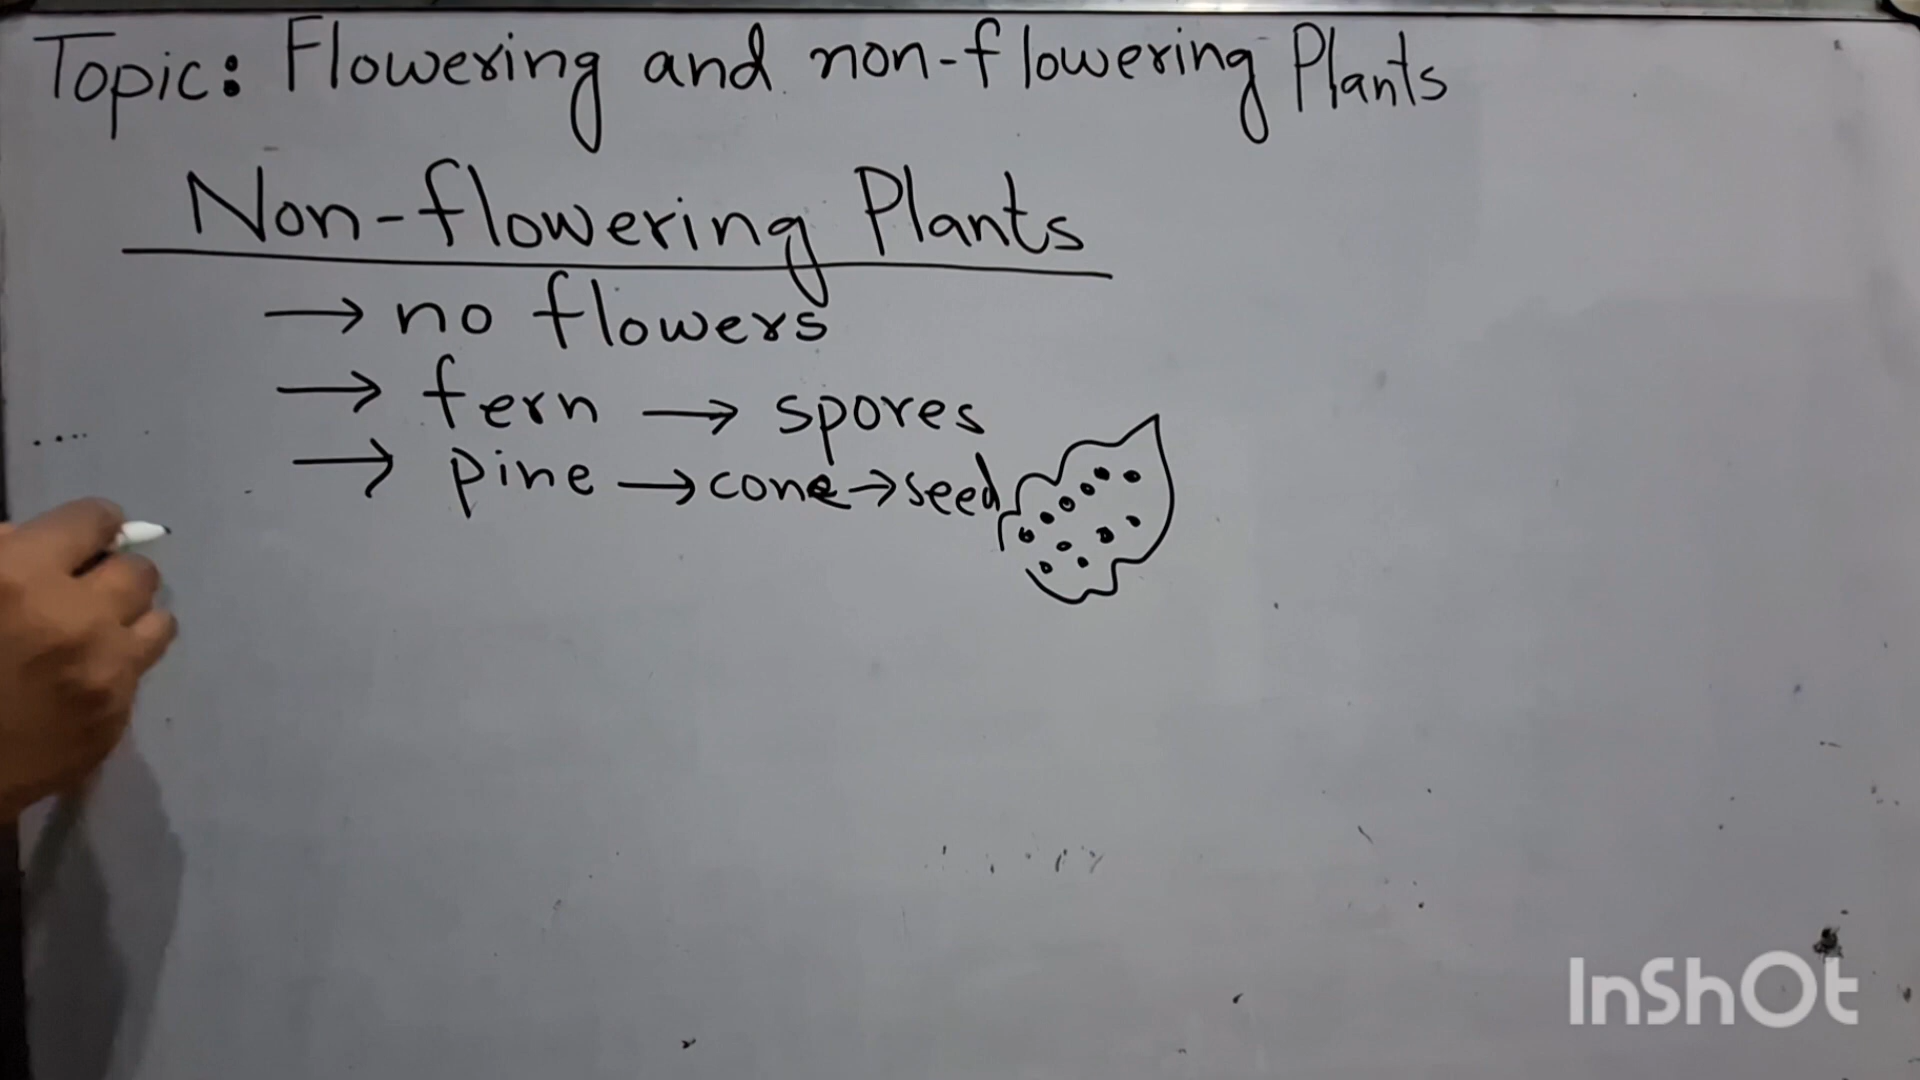 Topic: Flowering and non-flowering Plants
Non-flowering Plants
→ no flowers
→ fern → spores
→ pine → cone → seed
InShOt